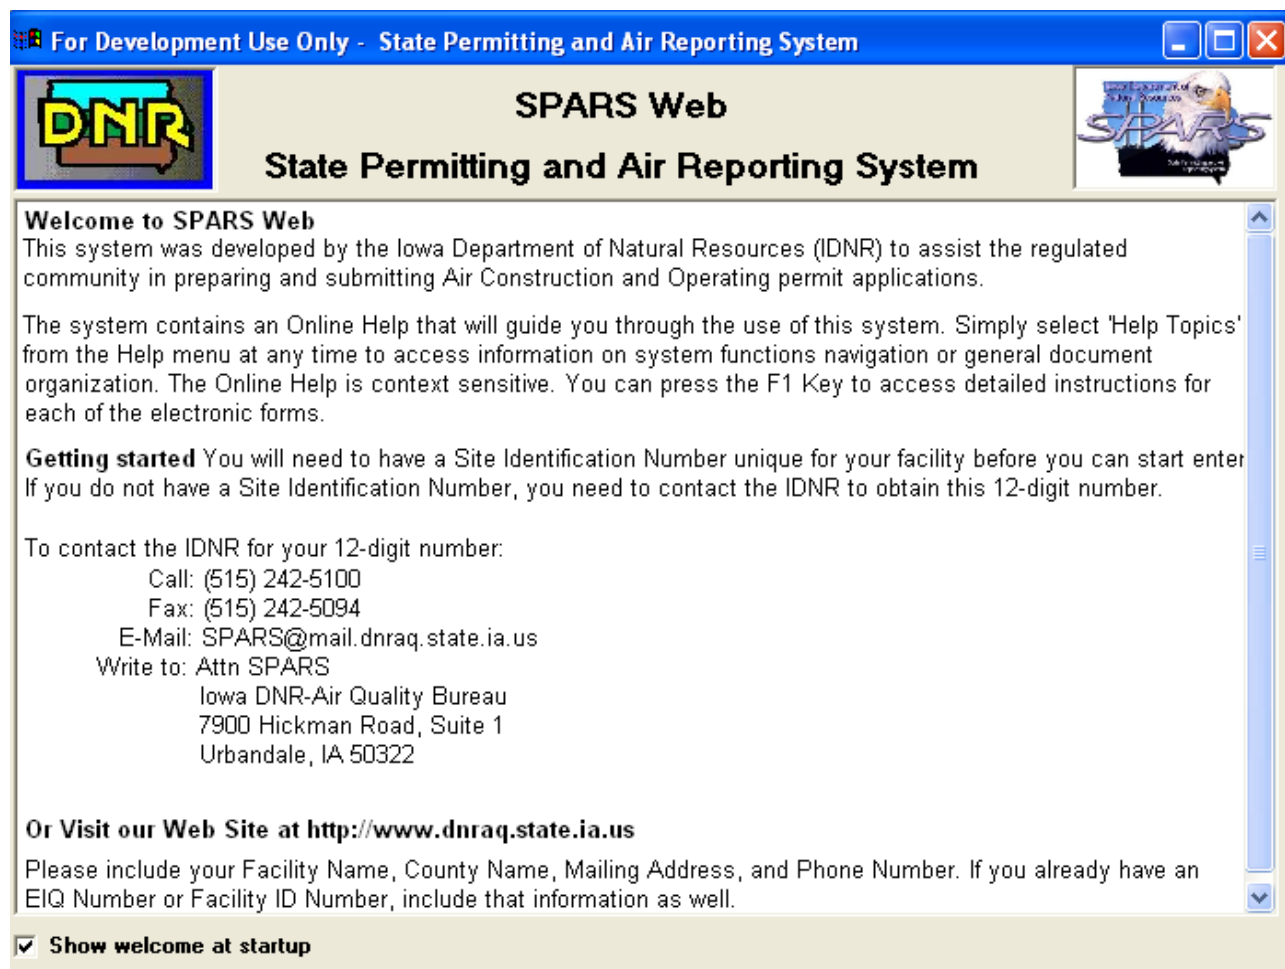 For Development Use Only - State Permitting and Air Reporting System
DNR
SPARS Web
State Permitting and Air Reporting System
Iowa Department of
Natural Resources
SPARS
Welcome to SPARS Web
This system was developed by the Iowa Department of Natural Resources (IDNR) to assist the regulated
community in preparing and submitting Air Construction and Operating permit applications.
The system contains an Online Help that will guide you through the use of this system. Simply select 'Help Topics'
from the Help menu at any time to access information on system functions navigation or general document
organization. The Online Help is context sensitive. You can press the F1 Key to access detailed instructions for
each of the electronic forms.
Getting started You will need to have a Site Identification Number unique for your facility before you can start enter
If you do not have a Site Identification Number, you need to contact the IDNR to obtain this 12-digit number.
To contact the IDNR for your 12-digit number:
Call: (515) 242-5100
Fax: (515) 242-5094
E-Mail: SPARS@mail.dnraq.state.ia.us
Write to: Attn SPARS
Iowa DNR-Air Quality Bureau
7900 Hickman Road, Suite 1
Urbandale, IA 50322
Or Visit our Web Site at http://www.dnraq.state.ia.us
Please include your Facility Name, County Name, Mailing Address, and Phone Number. If you already have an
EIQ Number or Facility ID Number, include that information as well.
Show welcome at startup